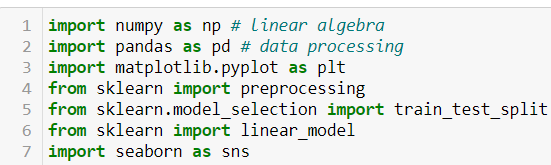 1 import numpy as np # linear algebra
2 import pandas as pd # data processing
3 import matplotlib.pyplot as plt
4 from sklearn import preprocessing
5 from sklearn.model_selection import train_test_split
6 from sklearn import linear_model
7 import seaborn as sns